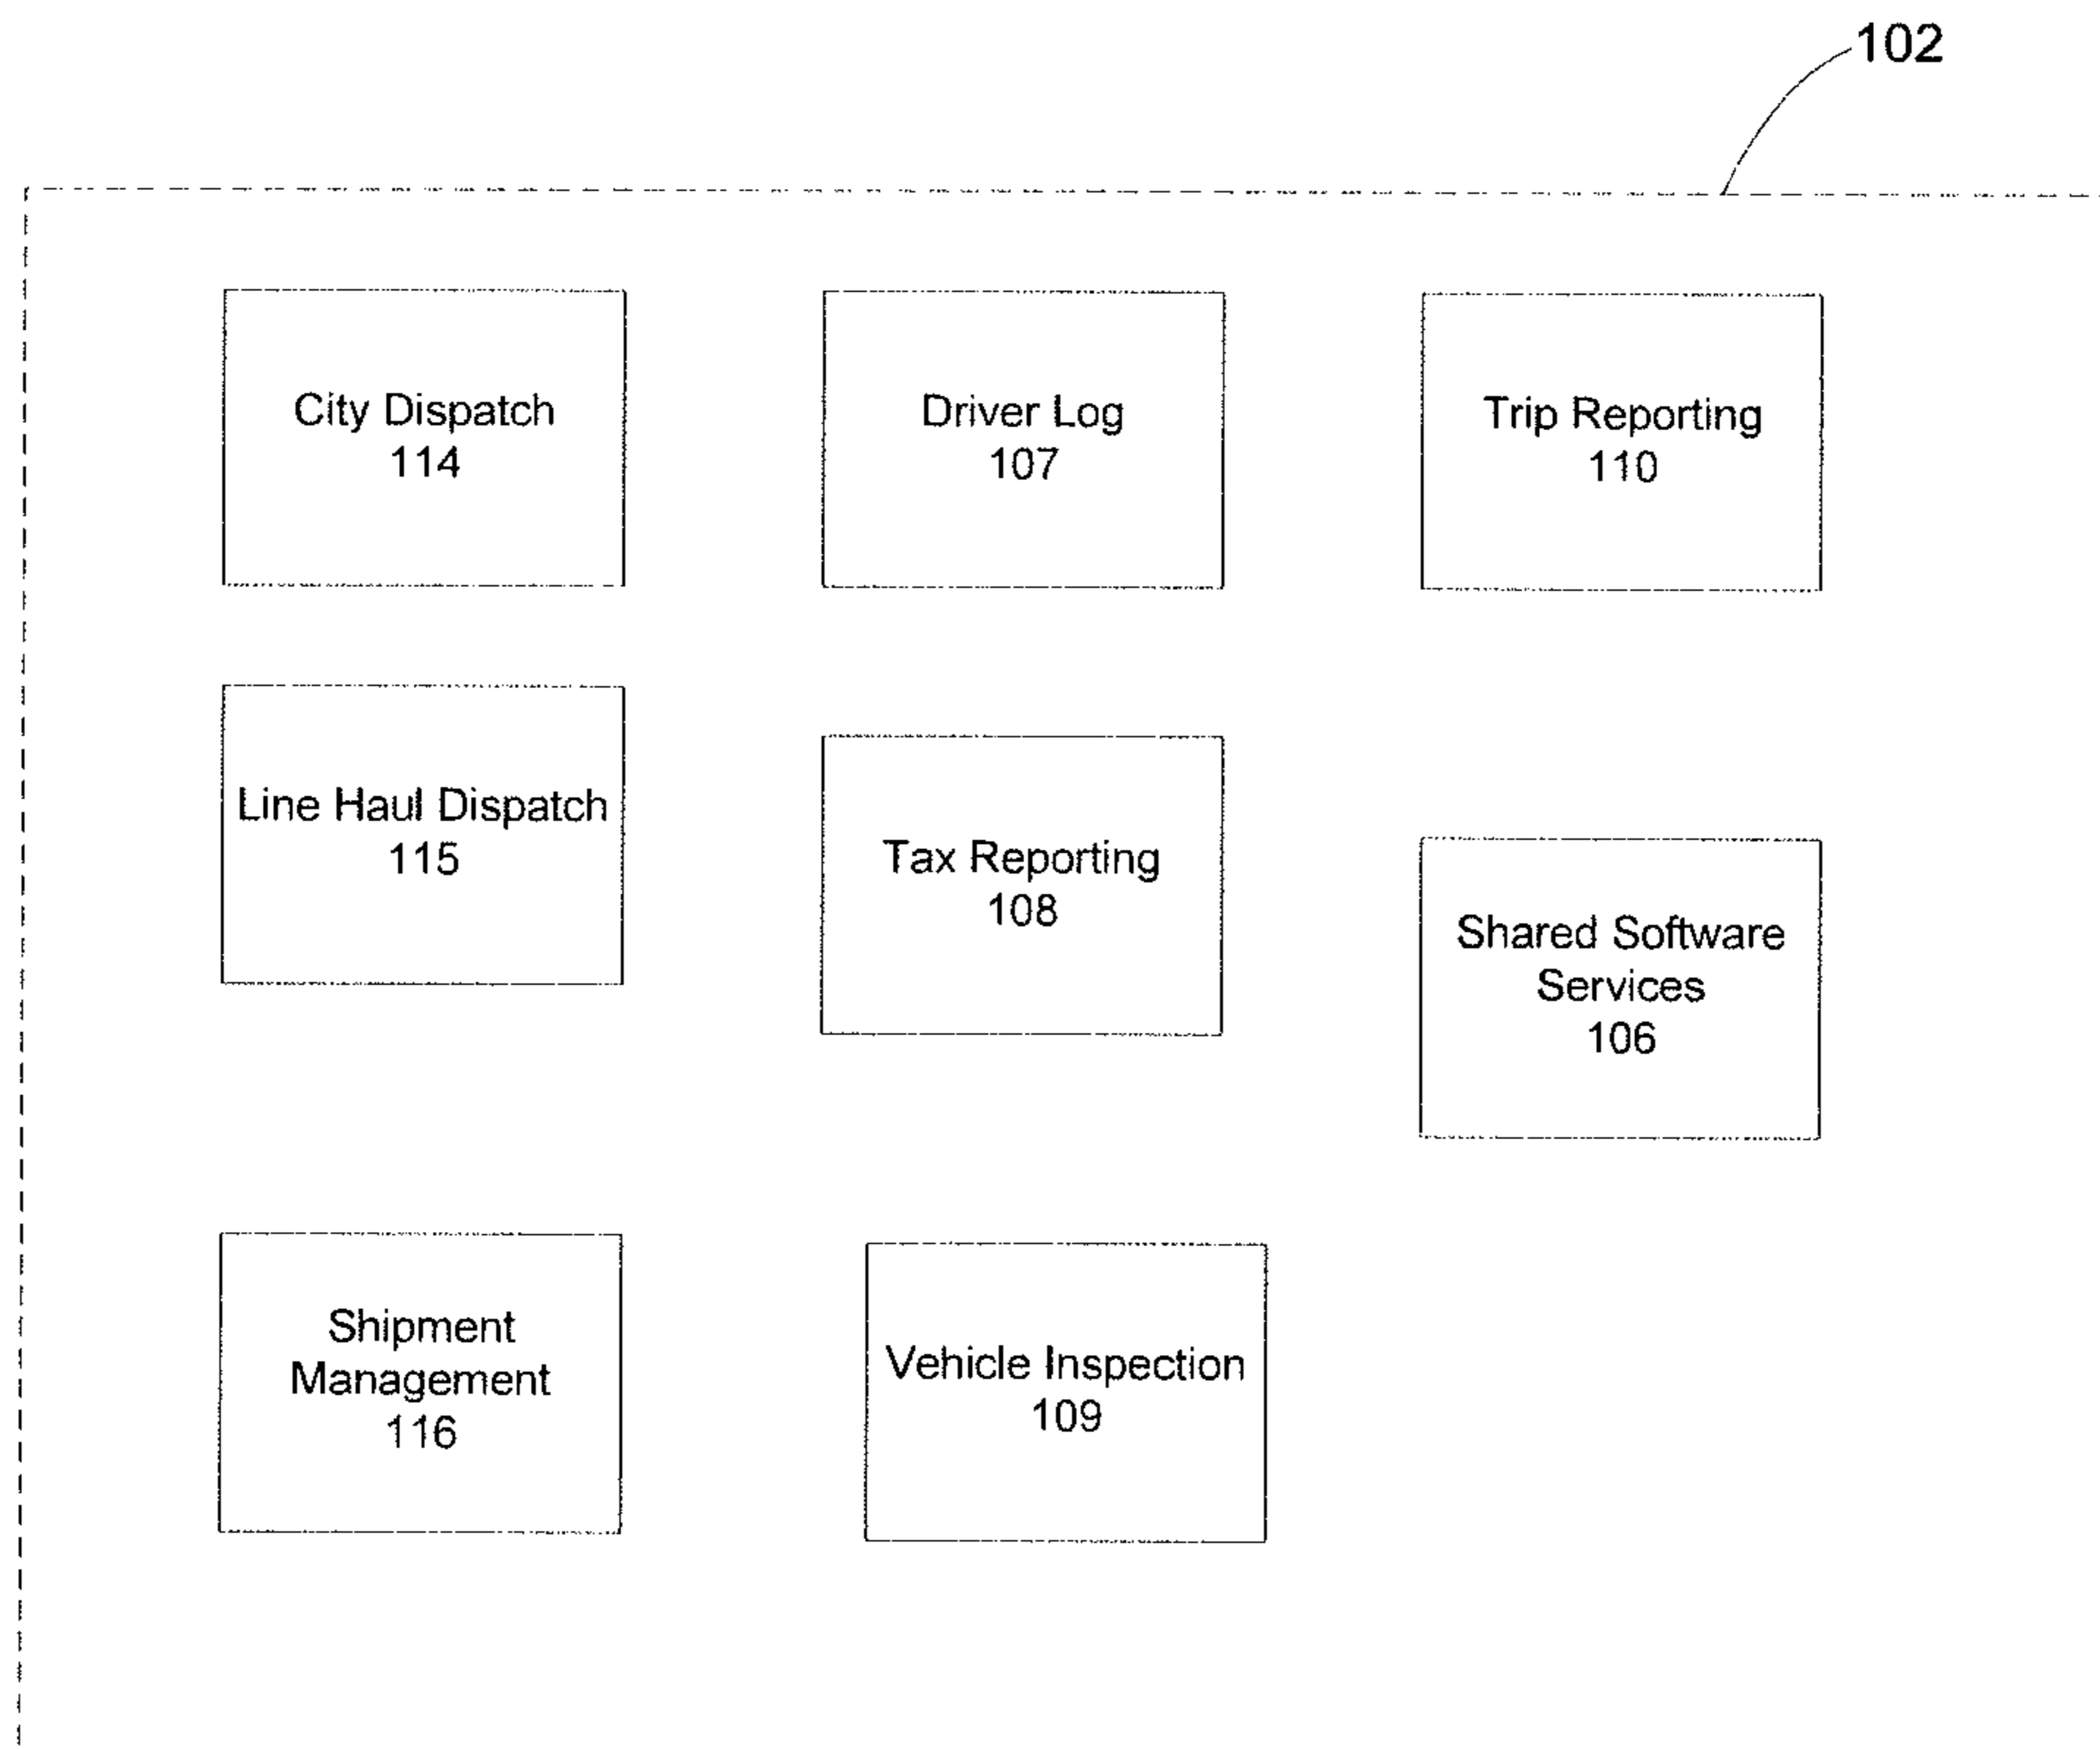 102
City Dispatch
114
Driver Log
107
Trip Reporting
110
Line Haul Dispatch
115
Tax Reporting
108
Shared Software
Services
106
Shipment
Management
116
Vehicle Inspection
109